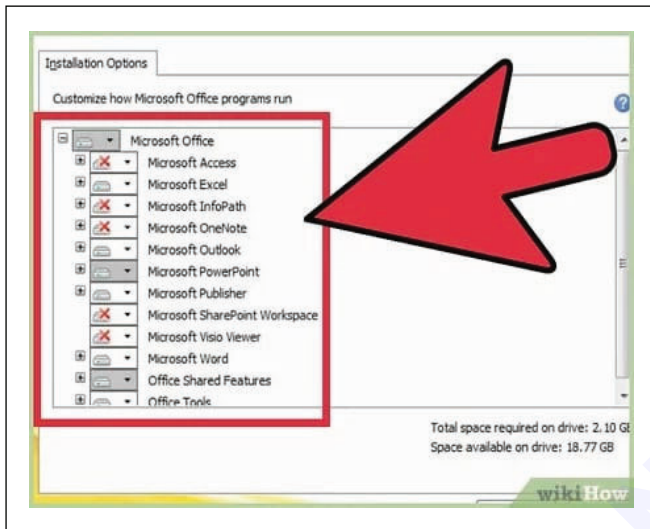 Installation Options
Customize how Microsoft Office programs run
?
Microsoft Office
Microsoft Access
Microsoft Excel
Microsoft InfoPath
Microsoft OneNote
Microsoft Outlook
Microsoft PowerPoint
Microsoft Publisher
Microsoft SharePoint Workspace
Microsoft Visio Viewer
Microsoft Word
Office Shared Features
Office Tools
Total space required on drive: 2.10 GB
Space available on drive: 18.77 GB
wikiHow